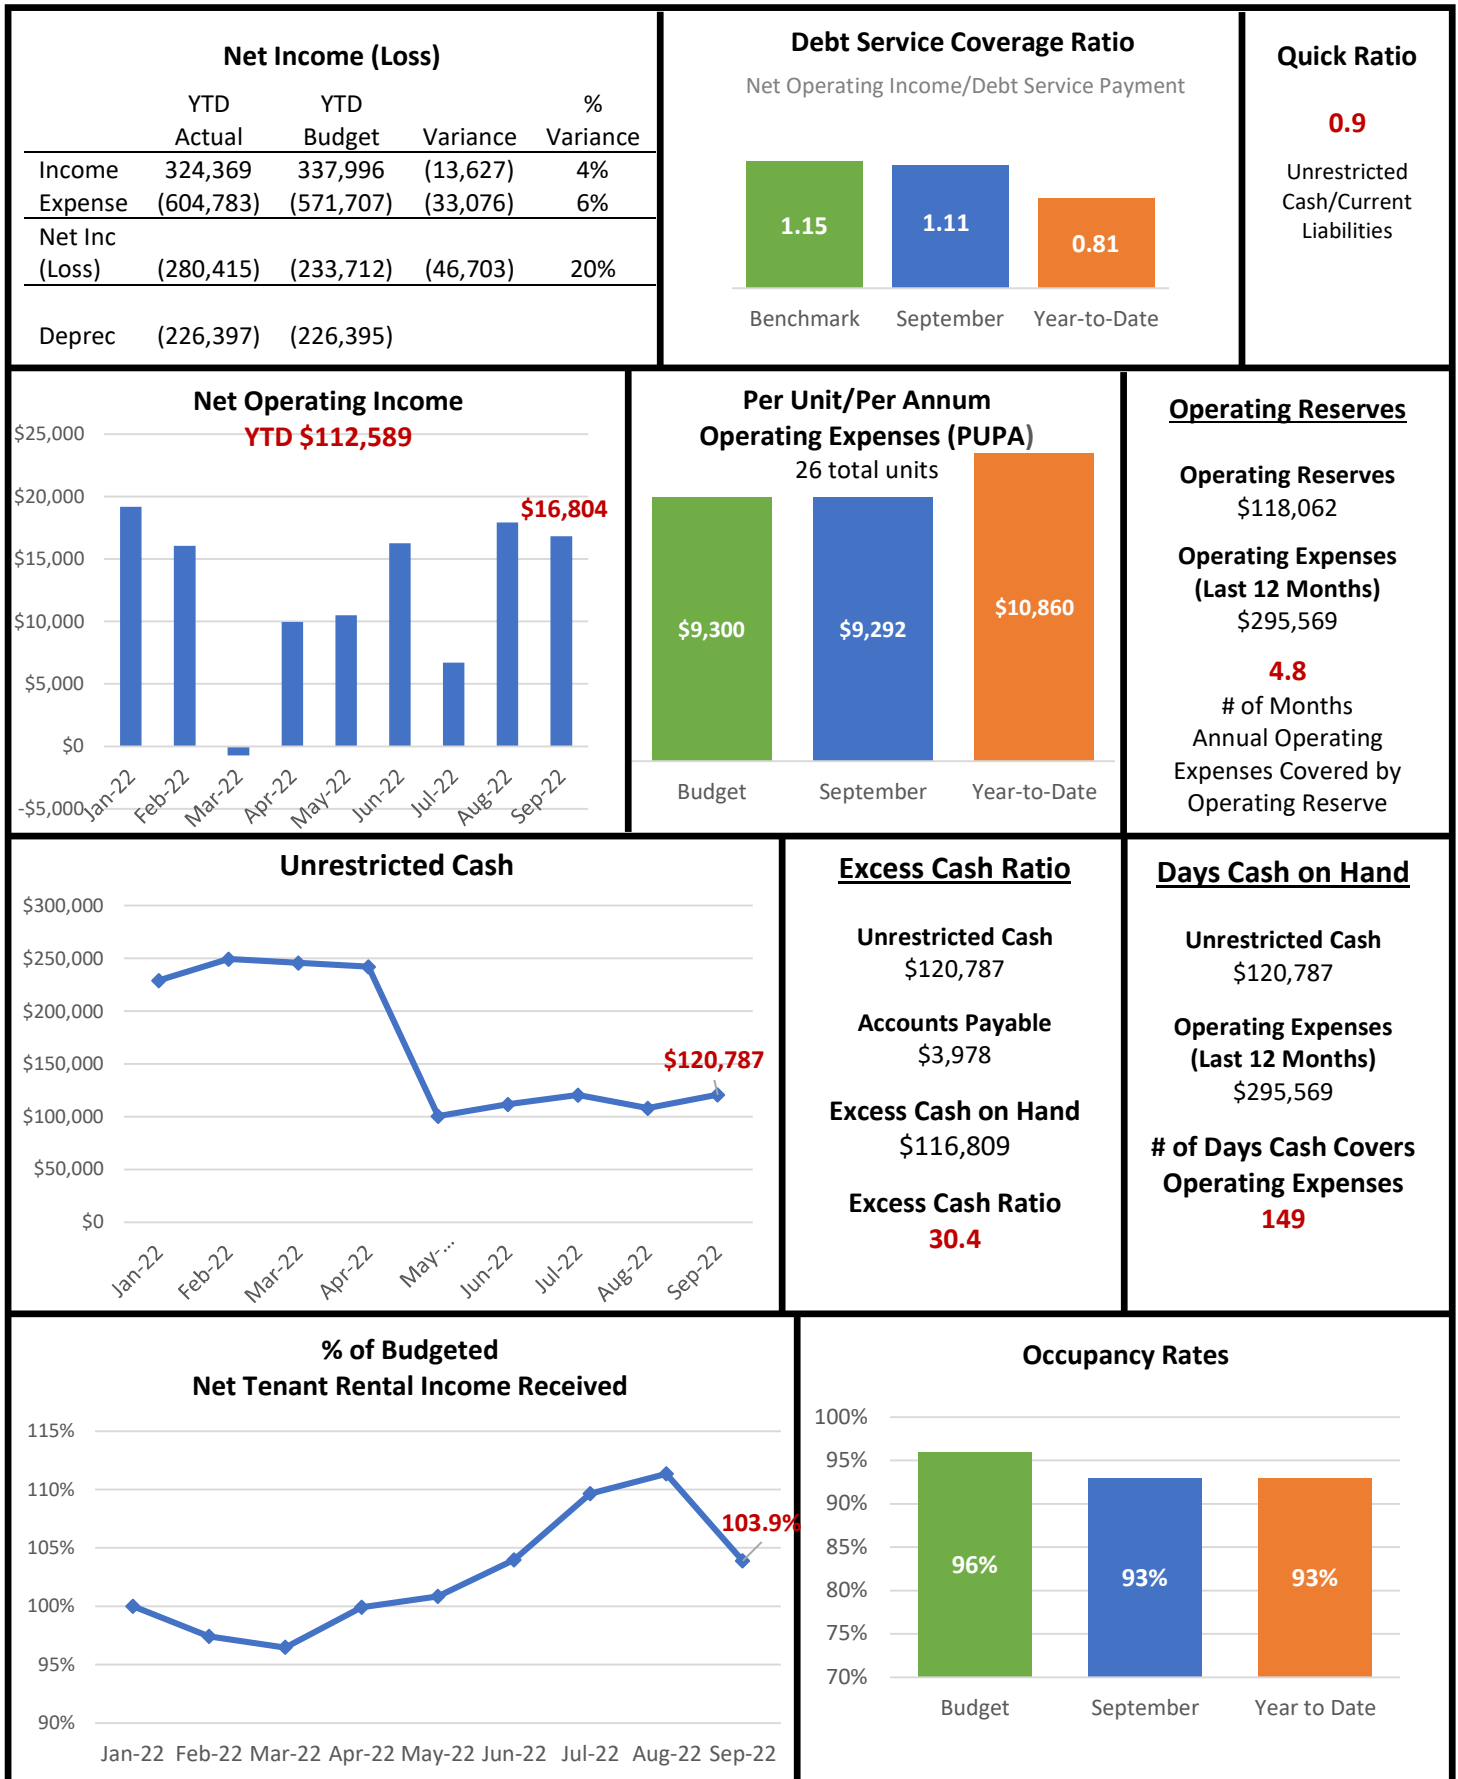 Net Income (Loss)
YTD YTD %
Actual Budget Variance Variance
Income 324,369 337,996 (13,627) 4%
Expense (604,783) (571,707) (33,076) 6%
Net Inc
(Loss) (280,415) (233,712) (46,703) 20%
Deprec (226,397) (226,395)
Debt Service Coverage Ratio
Net Operating Income/Debt Service Payment
1.15 1.11 0.81
Benchmark September Year-to-Date
Quick Ratio
0.9
Unrestricted
Cash/Current
Liabilities
Net Operating Income
YTD $112,589
$25,000
$20,000
$15,000
$10,000
$5,000
$0
-$5,000
$16,804
Jan-22 Feb-22 Mar-22 Apr-22 May-22 Jun-22 Jul-22 Aug-22 Sep-22
Per Unit/Per Annum
Operating Expenses (PUPA)
26 total units
$9,300 $9,292 $10,860
Budget September Year-to-Date
Operating Reserves
Operating Reserves
$118,062
Operating Expenses
(Last 12 Months)
$295,569
4.8
# of Months
Annual Operating
Expenses Covered by
Operating Reserve
Unrestricted Cash
$300,000
$250,000
$200,000
$150,000
$100,000
$50,000
$0
$120,787
Jan-22 Feb-22 Mar-22 Apr-22 May-... Jun-22 Jul-22 Aug-22 Sep-22
Excess Cash Ratio
Unrestricted Cash
$120,787
Accounts Payable
$3,978
Excess Cash on Hand
$116,809
Excess Cash Ratio
30.4
Days Cash on Hand
Unrestricted Cash
$120,787
Operating Expenses
(Last 12 Months)
$295,569
# of Days Cash Covers
Operating Expenses
149
% of Budgeted
Net Tenant Rental Income Received
115%
110%
105%
100%
95%
90%
103.9%
Jan-22 Feb-22 Mar-22 Apr-22 May-22 Jun-22 Jul-22 Aug-22 Sep-22
Occupancy Rates
100%
95%
90%
85%
80%
75%
70%
96% 93% 93%
Budget September Year to Date